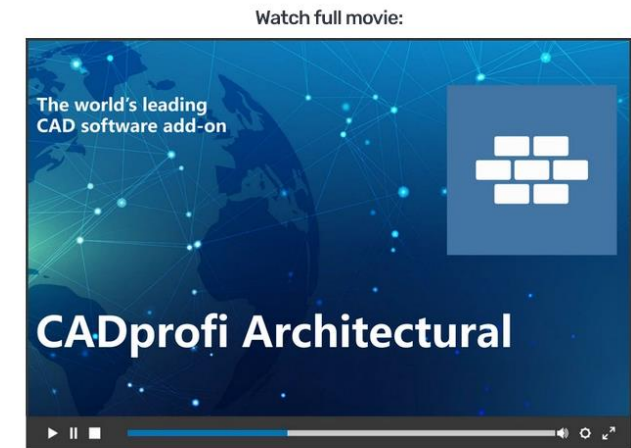 Watch full movie:
The world's leading
CAD software add-on
CADprofi Architectural